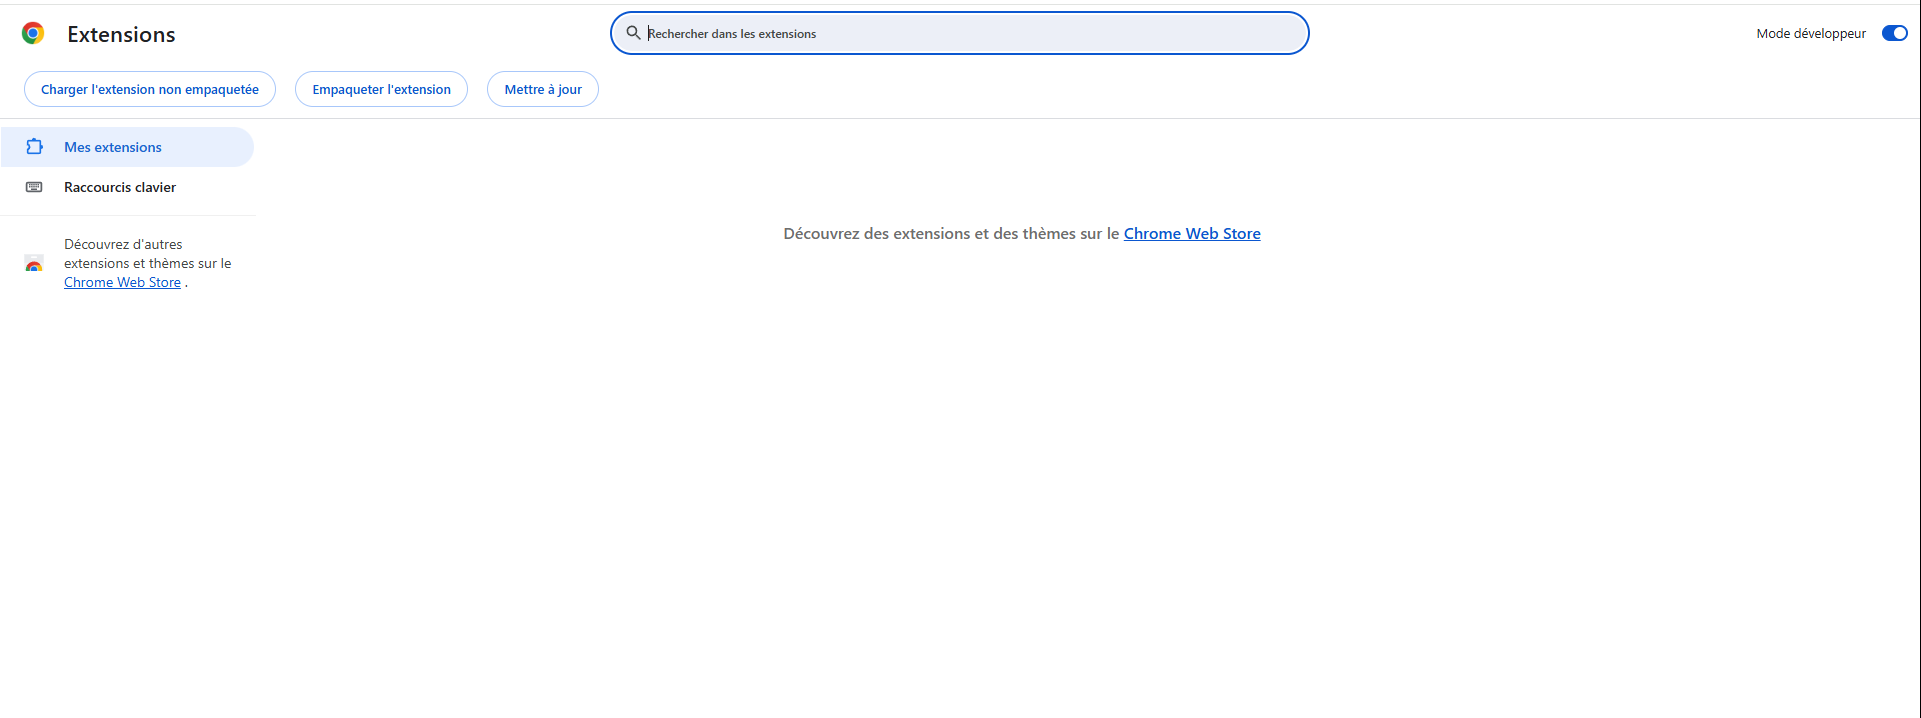 Extensions
Rechercher dans les extensions
Mode développeur
Charger l'extension non empaquetée
Empaqueter l'extension
Mettre à jour
Mes extensions
Raccourcis clavier
Découvrez d'autres
extensions et thèmes sur le
Chrome Web Store .
Découvrez des extensions et des thèmes sur le Chrome Web Store